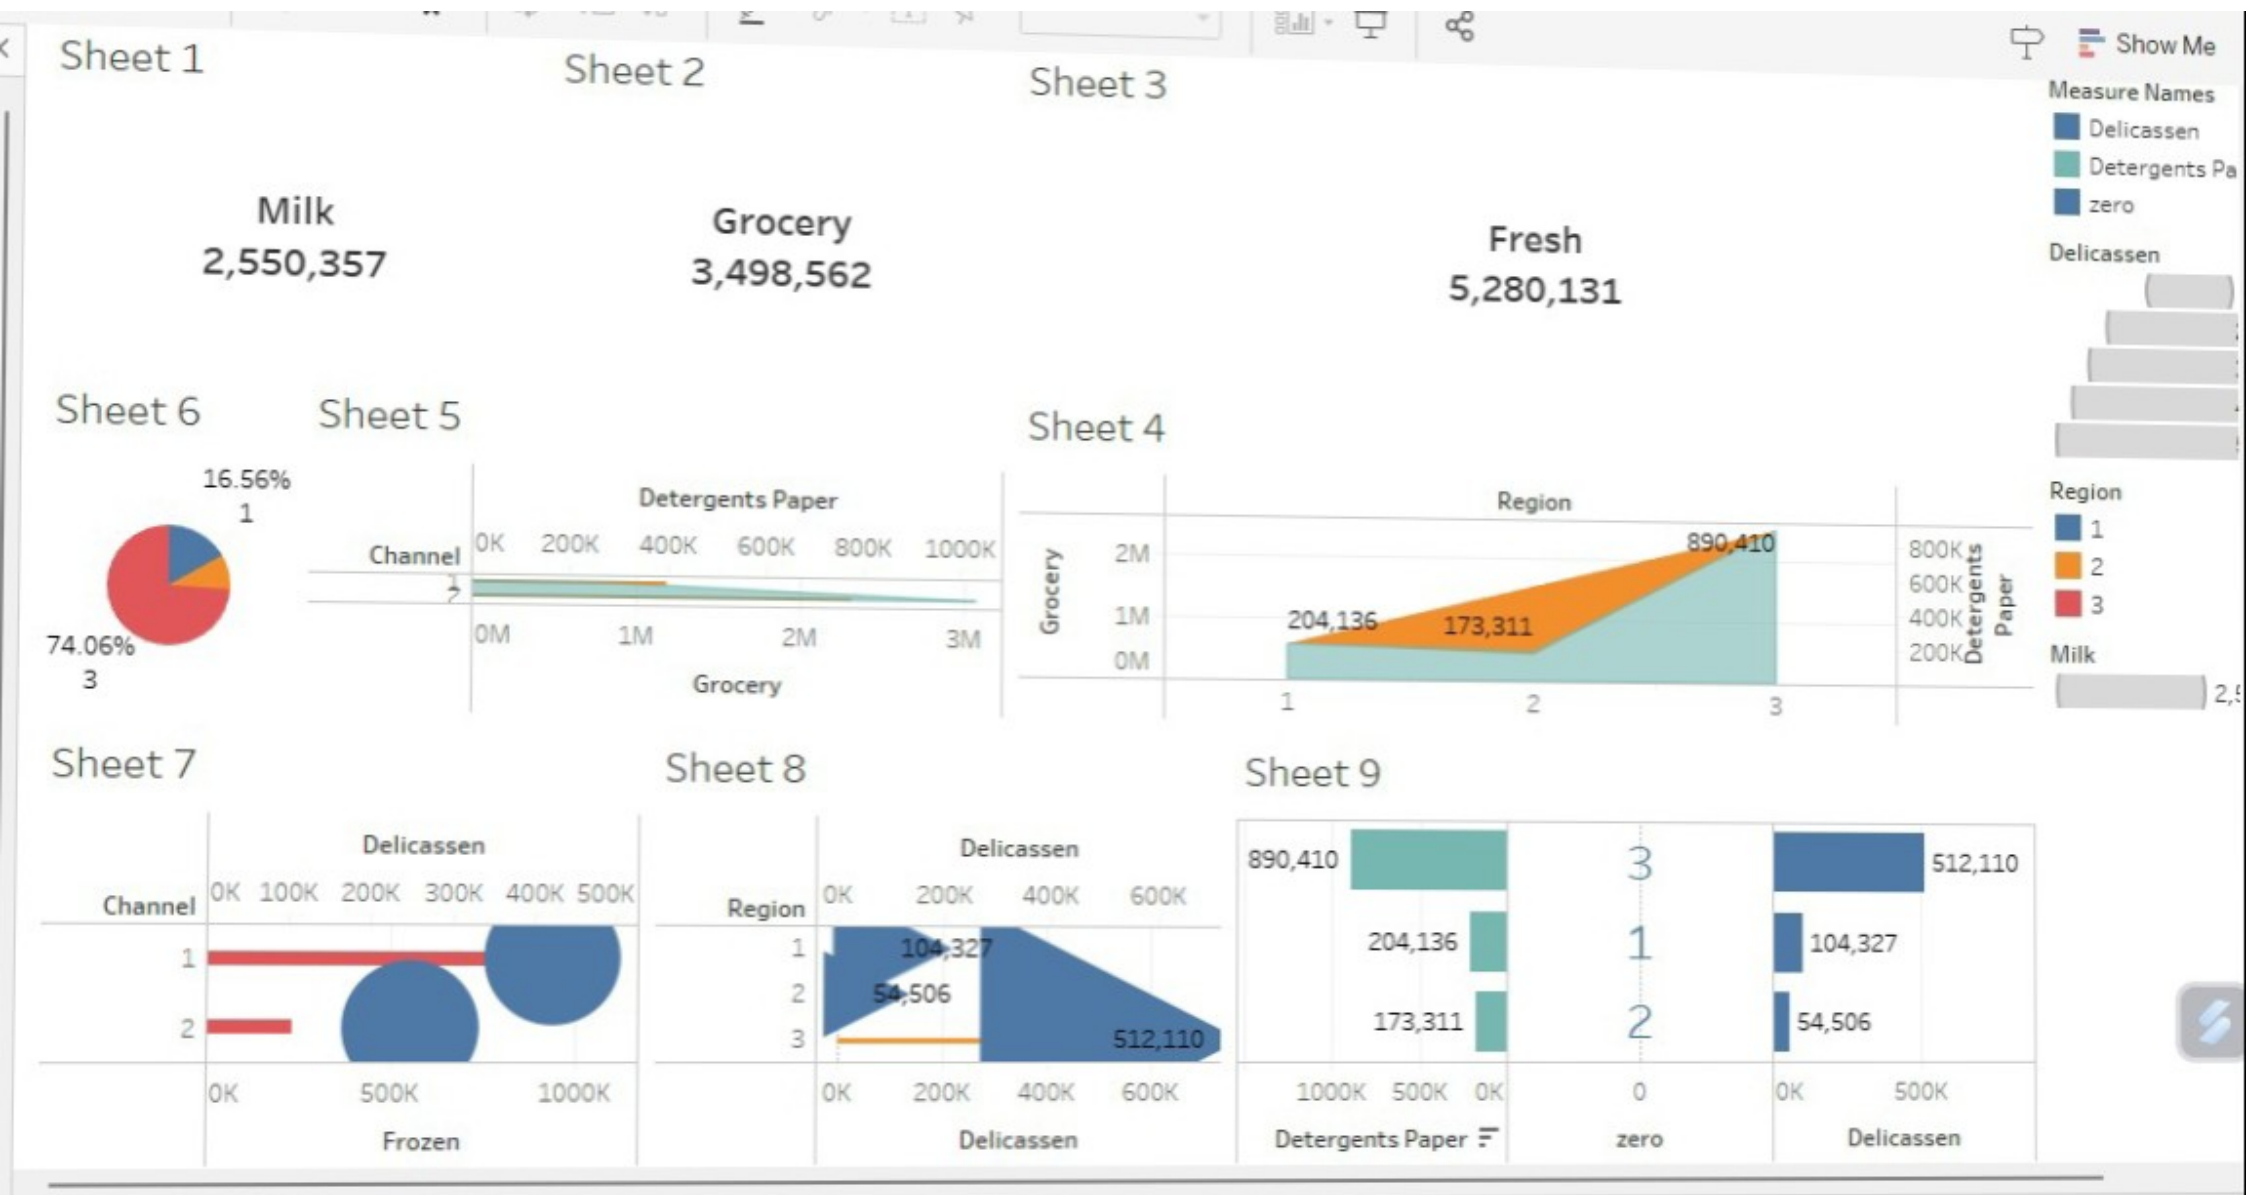 Show Me
Sheet 1
Sheet 2
Sheet 3
Milk
2,550,357
Grocery
3,498,562
Fresh
5,280,131
Measure Names
Delicassen
Detergents Pa
zero
Delicassen
Region
1
2
3
Milk
Sheet 6
16.56%
1
74.06%
3
Sheet 5
Detergents Paper
Channel
0K 200K 400K 600K 800K 1000K
1
2
0M 1M 2M 3M
Grocery
Sheet 4
Region
Grocery
2M
1M
0M
890,410
204,136
173,311
800K
600K
400K
200K
Detergents
Paper
1 2 3
Sheet 7
Delicassen
Channel
0K 100K 200K 300K 400K 500K
1
2
0K 500K 1000K
Frozen
Sheet 8
Delicassen
Region
0K 200K 400K 600K
1 104,327
2 54,506
3 512,110
0K 200K 400K 600K
Delicassen
Sheet 9
890,410 3 512,110
204,136 1 104,327
173,311 2 54,506
1000K 500K 0K 0 0K 500K
Detergents Paper zero Delicassen